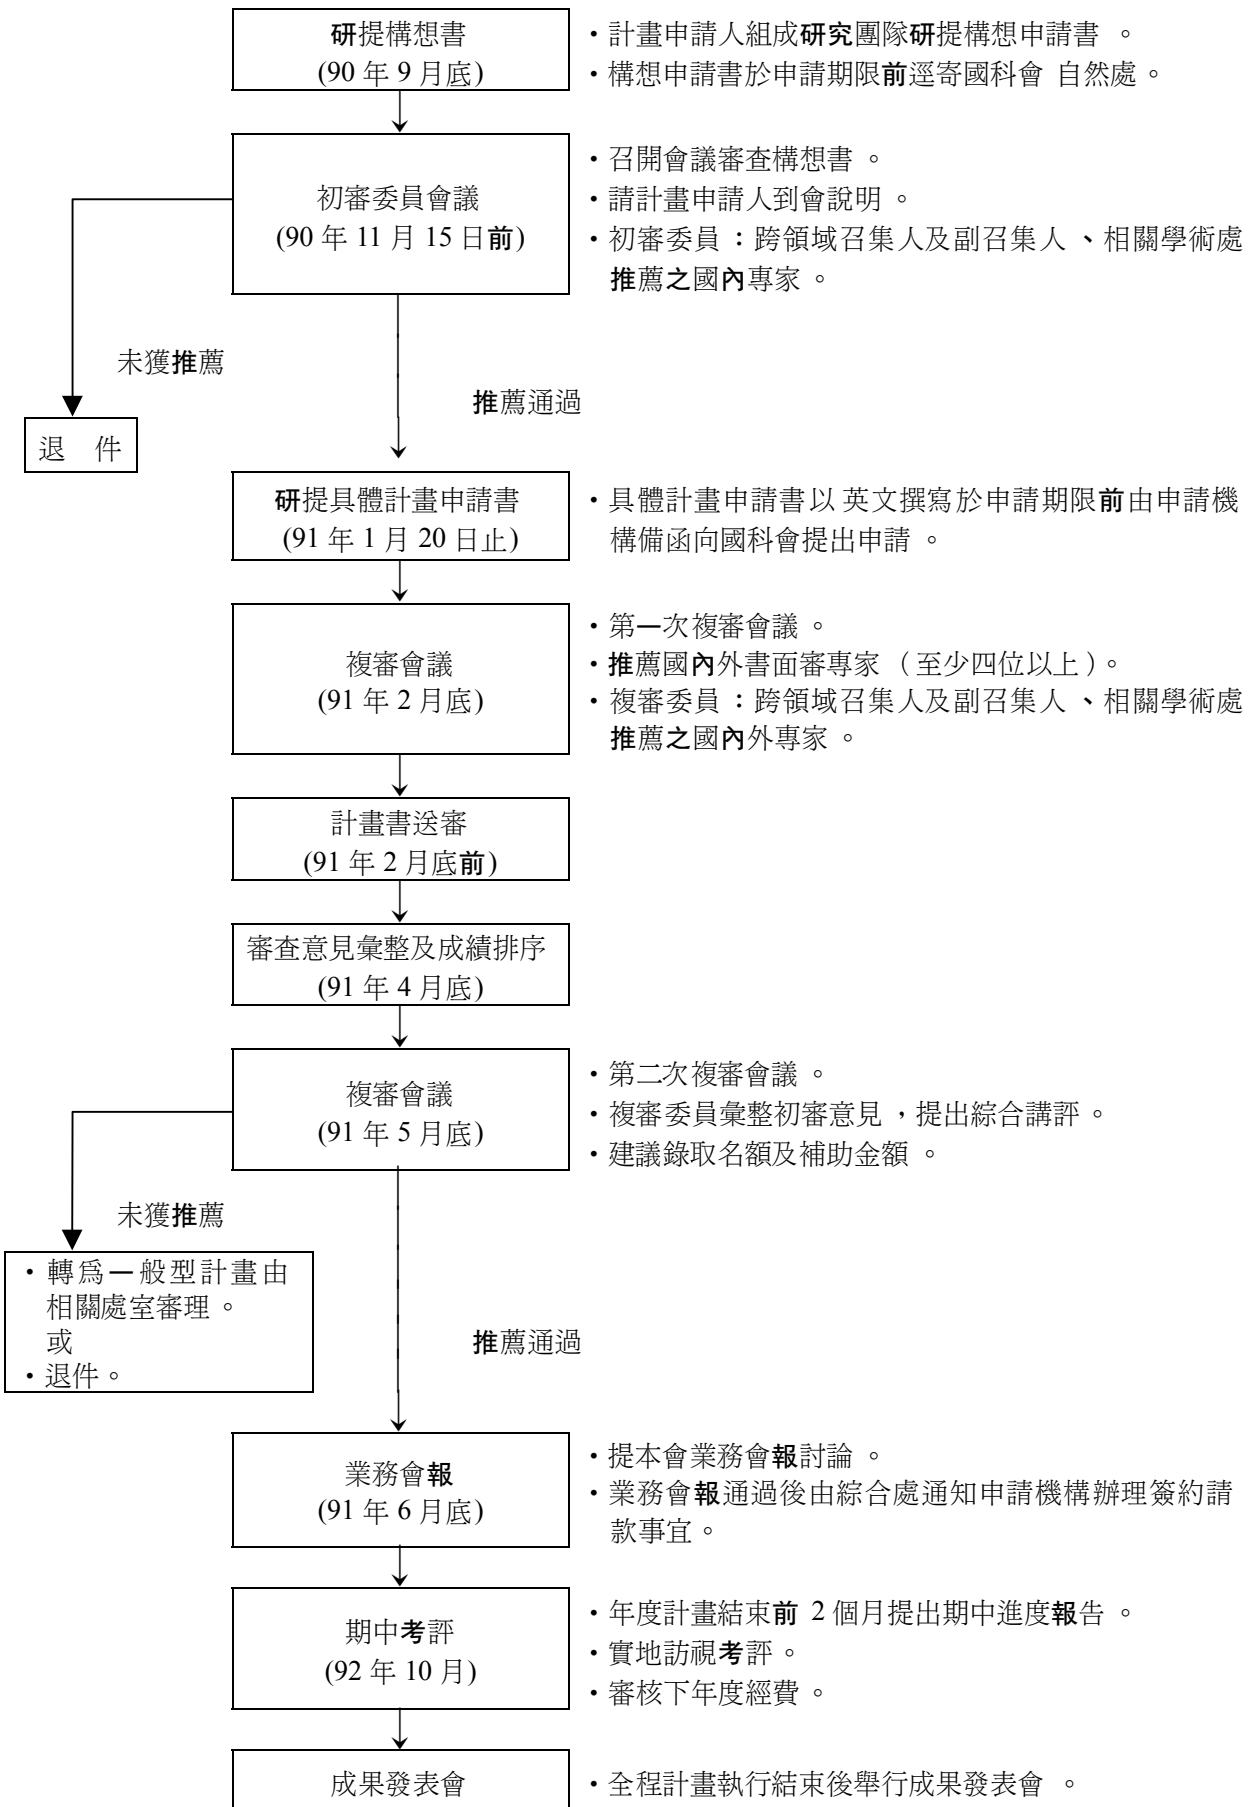 研提構想書
(90 年 9 月底)
・計畫申請人組成研究團隊研提構想申請書 。
・構想申請書於申請期限前逕寄國科會 自然處。
初審委員會議
(90 年 11 月 15 日前)
・召開會議審查構想書 。
・請計畫申請人到會說明 。
・初審委員：跨領域召集人及副召集人 、相關學術處
推薦之國內專家 。
未獲推薦
推薦通過
退 件
研提具體計畫申請書
(91 年 1 月 20 日止)
・具體計畫申請書以 英文撰寫於申請期限前由申請機
構備函向國科會提出申請 。
複審會議
(91 年 2 月底)
・第一次複審會議 。
・推薦國內外書面審專家 （至少四位以上）。
・複審委員：跨領域召集人及副召集人 、相關學術處
推薦之國內外專家 。
計畫書送審
(91 年 2 月底前)
審查意見彙整及成績排序
(91 年 4 月底)
複審會議
(91 年 5 月底)
・第二次複審會議 。
・複審委員彙整初審意見 ，提出綜合講評 。
・建議錄取名額及補助金額 。
未獲推薦
・轉為一般型計畫由
相關處室審理 。
或
・退件。
推薦通過
業務會報
(91 年 6 月底)
・提本會業務會報討論 。
・業務會報通過後由綜合處通知申請機構辦理簽約請
款事宜。
期中考評
(92 年 10 月)
・年度計畫結束前 2 個月提出期中進度報告 。
・實地訪視考評。
・審核下年度經費 。
成果發表會
・全程計畫執行結束後舉行成果發表會 。